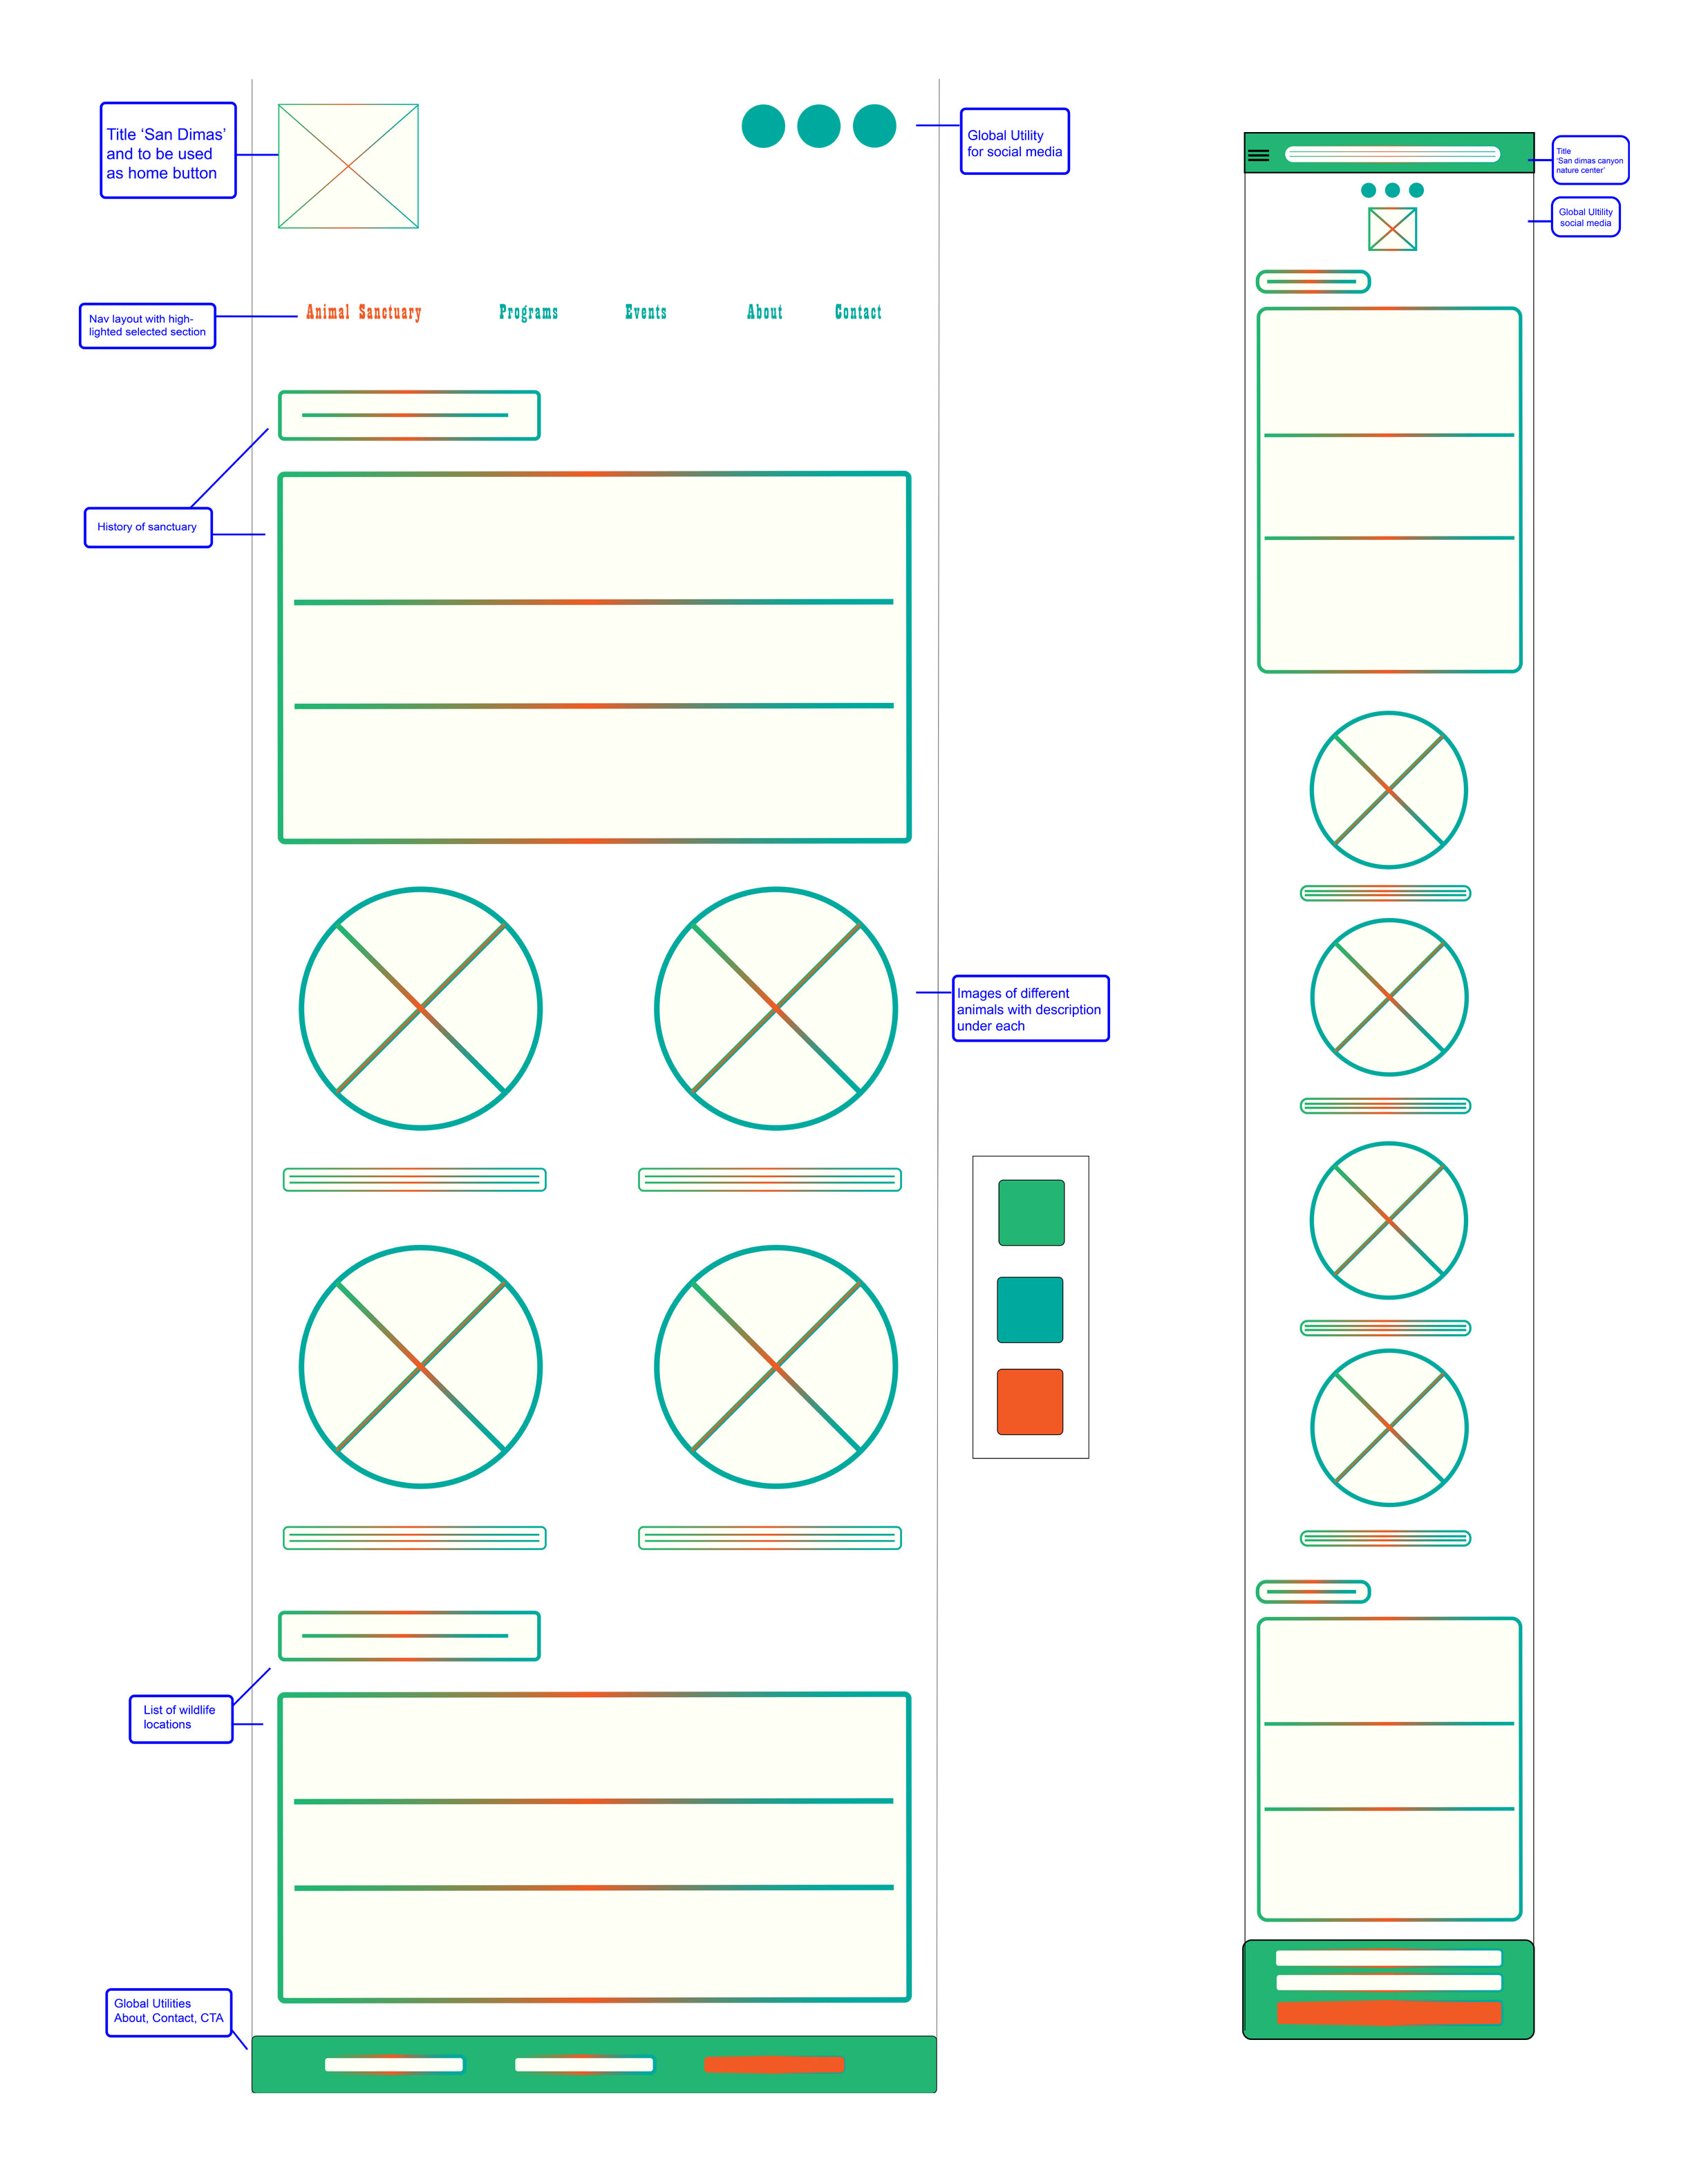 Title ‘San Dimas’
and to be used
as home button
Global Utility
for social media
Title
‘San dimas canyon
nature center’
Global Ultility
social media
Nav layout with high-
lighted selected section
Animal Sanctuary Programs Events About Contact
History of sanctuary
Images of different
animals with description
under each
List of wildlife
locations
Global Utilities
About, Contact, CTA